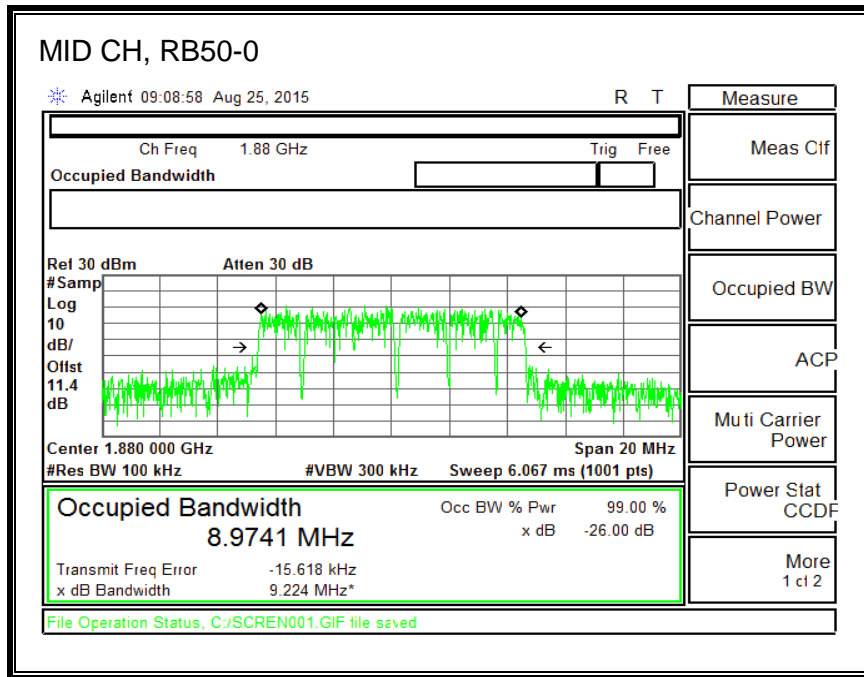 MID CH, RB50-0
Agilent 09:08:58 Aug 25, 2015 R T
Measure
Ch Freq 1.88 GHz Trig Free
Occupied Bandwidth
Meas Off
Channel Power
Occupied BW
ACP
Multi Carrier
Power
Power Stat
CCDF
More
1 of 2
Ref 30 dBm Atten 30 dB
#Samp
Log
10
dB/
Offst
11.4
dB
Center 1.880 000 GHz Span 20 MHz
#Res BW 100 kHz #VBW 300 kHz Sweep 6.067 ms (1001 pts)
Occupied Bandwidth
8.9741 MHz
Occ BW % Pwr 99.00 %
x dB -26.00 dB
Transmit Freq Error -15.618 kHz
x dB Bandwidth 9.224 MHz*
File Operation Status, C:/SCREN001.GIF file saved